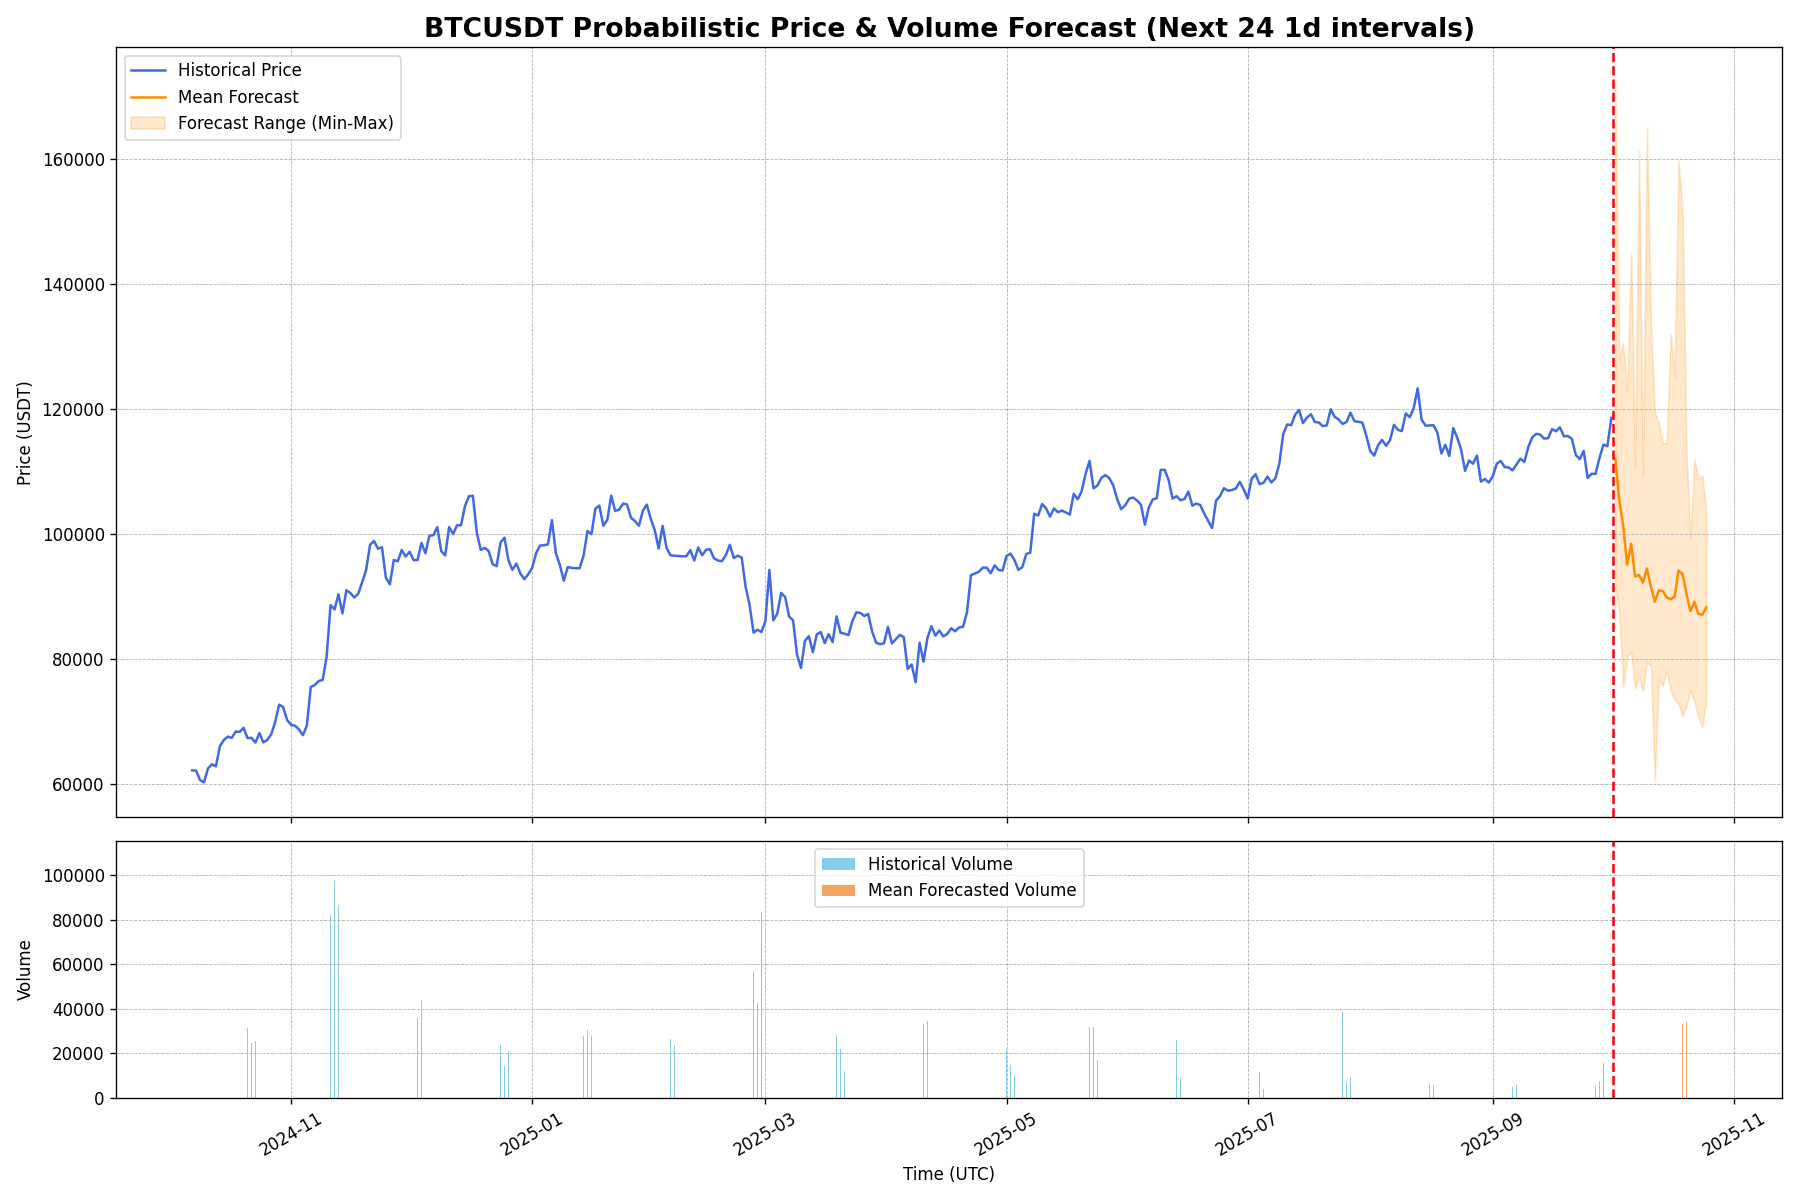 BTCUSDT Probabilistic Price & Volume Forecast (Next 24 1d intervals)
Historical Price
Mean Forecast
Forecast Range (Min-Max)
Price (USDT)
160000
140000
120000
100000
80000
60000
Historical Volume
Mean Forecasted Volume
Volume
100000
80000
60000
40000
20000
0
2024-11
2025-01
2025-03
2025-05
2025-07
2025-09
2025-11
Time (UTC)